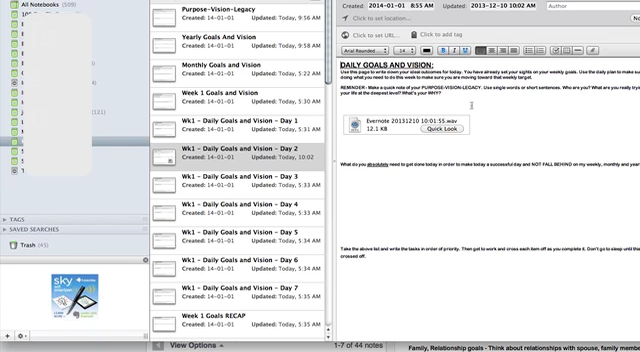 All Notebooks (509)
TAGS
SAVED SEARCHES
Trash (45)
sky
Purpose-Vision-Legacy
Created: 14-01-01 Updated: Today, 9:56 AM
Yearly Goals And Vision
Created: 14-01-01 Updated: Today, 9:58 AM
Monthly Goals and Vision
Created: 14-01-01 Updated: Today, 5:22 AM
Week 1 Goals and Vision
Created: 14-01-01 Updated: Today, 5:30 AM
Wk1 - Daily Goals and Vision - Day 1
Created: 14-01-01 Updated: Today, 5:31 AM
Wk1 - Daily Goals and Vision - Day 2
Created: 14-01-01 Updated: Today, 10:02
Wk1 - Daily Goals and Vision - Day 3
Created: 14-01-01 Updated: Today, 5:33 AM
Wk1 - Daily Goals and Vision - Day 4
Created: 14-01-01 Updated: Today, 5:33 AM
Wk1 - Daily Goals and Vision - Day 5
Created: 14-01-01 Updated: Today, 5:33 AM
Wk1 - Daily Goals and Vision - Day 6
Created: 14-01-01 Updated: Today, 5:34 AM
Wk1 - Daily Goals and Vision - Day 7
Created: 14-01-01 Updated: Today, 5:35 AM
Week 1 Goals RECAP
Created: 14-01-01 Updated: Today, 5:39 AM
View Options
1-7 of 44 notes
Created: 2014-01-01 8:55 AM Updated: 2013-12-10 10:02 AM Author
Click to set location...
Click to set URL... Click to add tag
Arial Rounded... 14 B I U
DAILY GOALS AND VISION:
Use this page to write down your ideal outcomes for today. You have already set your sights on your weekly goals. Use the daily plan to make su
doing what you need to do this week to make sure you are moving toward that weekly target.
REMINDER- Make a quick note of your PURPOSE-VISION-LEGACY. Use single words or short sentences. Who are you? What are you really tryi
your life at the deepest level? What's your WHY?
Evernote 20131210 10:01:55.wav
12.1 KB Quick Look
What do you absolutely need to get done today in order to make today a successful day and NOT FALL BEHIND on my weekly, monthly and year
Take the above list and write the tasks in order of priority. Then get to work and cross each item off as you complete it. Don't go to sleep until the
crossed off.
Family, Relationship goals - Think about relationships with spouse, family membe